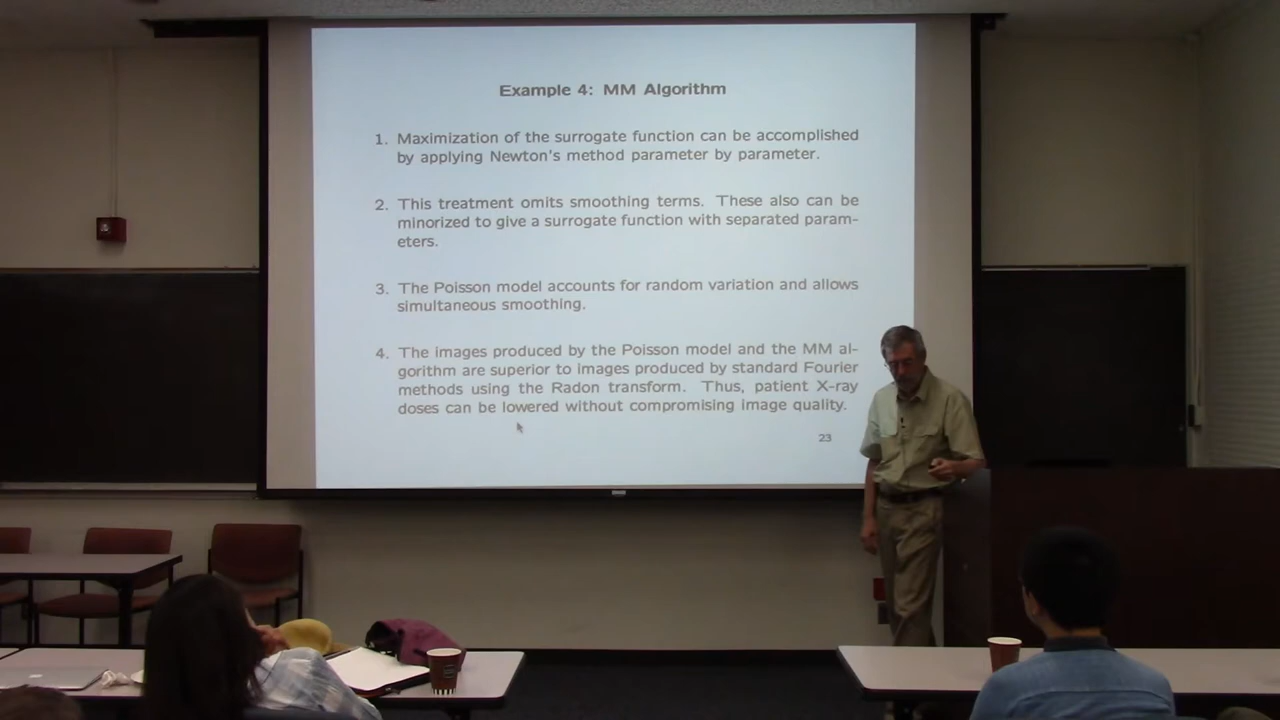 Example 4: MM Algorithm
1. Maximization of the surrogate function can be accomplished
by applying Newton's method parameter by parameter.
2. This treatment omits smoothing terms. These also can be
minorized to give a surrogate function with separated param-
eters.
3. The Poisson model accounts for random variation and allows
simultaneous smoothing.
4. The images produced by the Poisson model and the MM al-
gorithm are superior to images produced by standard Fourier
methods using the Radon transform. Thus, patient X-ray
doses can be lowered without compromising image quality.
23